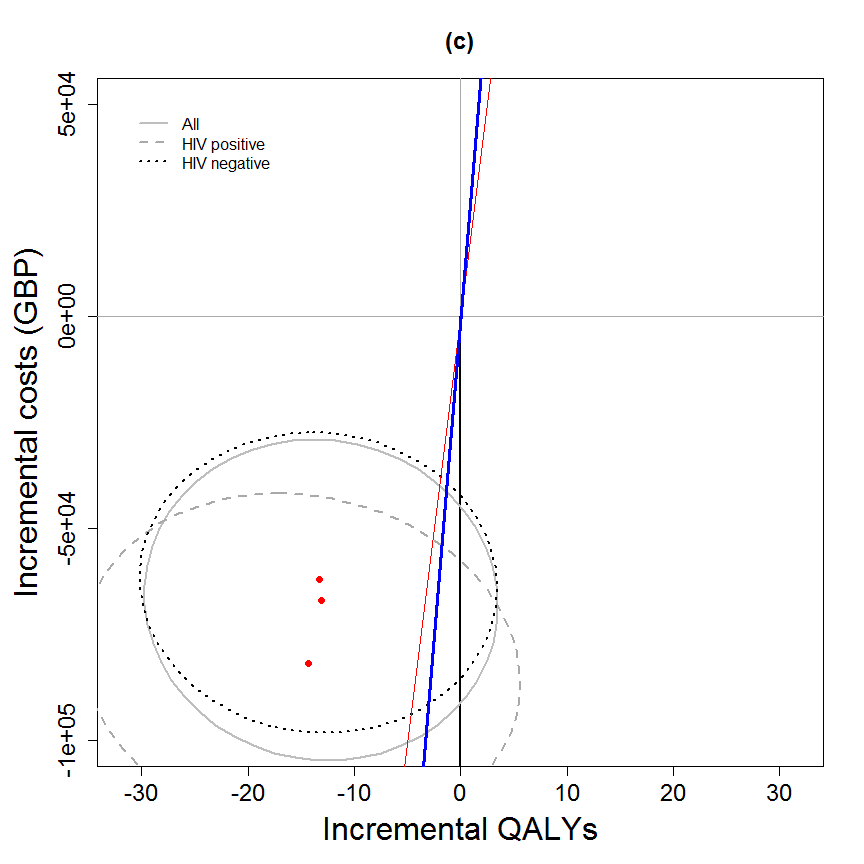 (c)
All
HIV positive
HIV negative
Incremental costs (GBP)
5e+04
0e+00
-5e+04
-1e+05
-30 -20 -10 0 10 20 30
Incremental QALYs